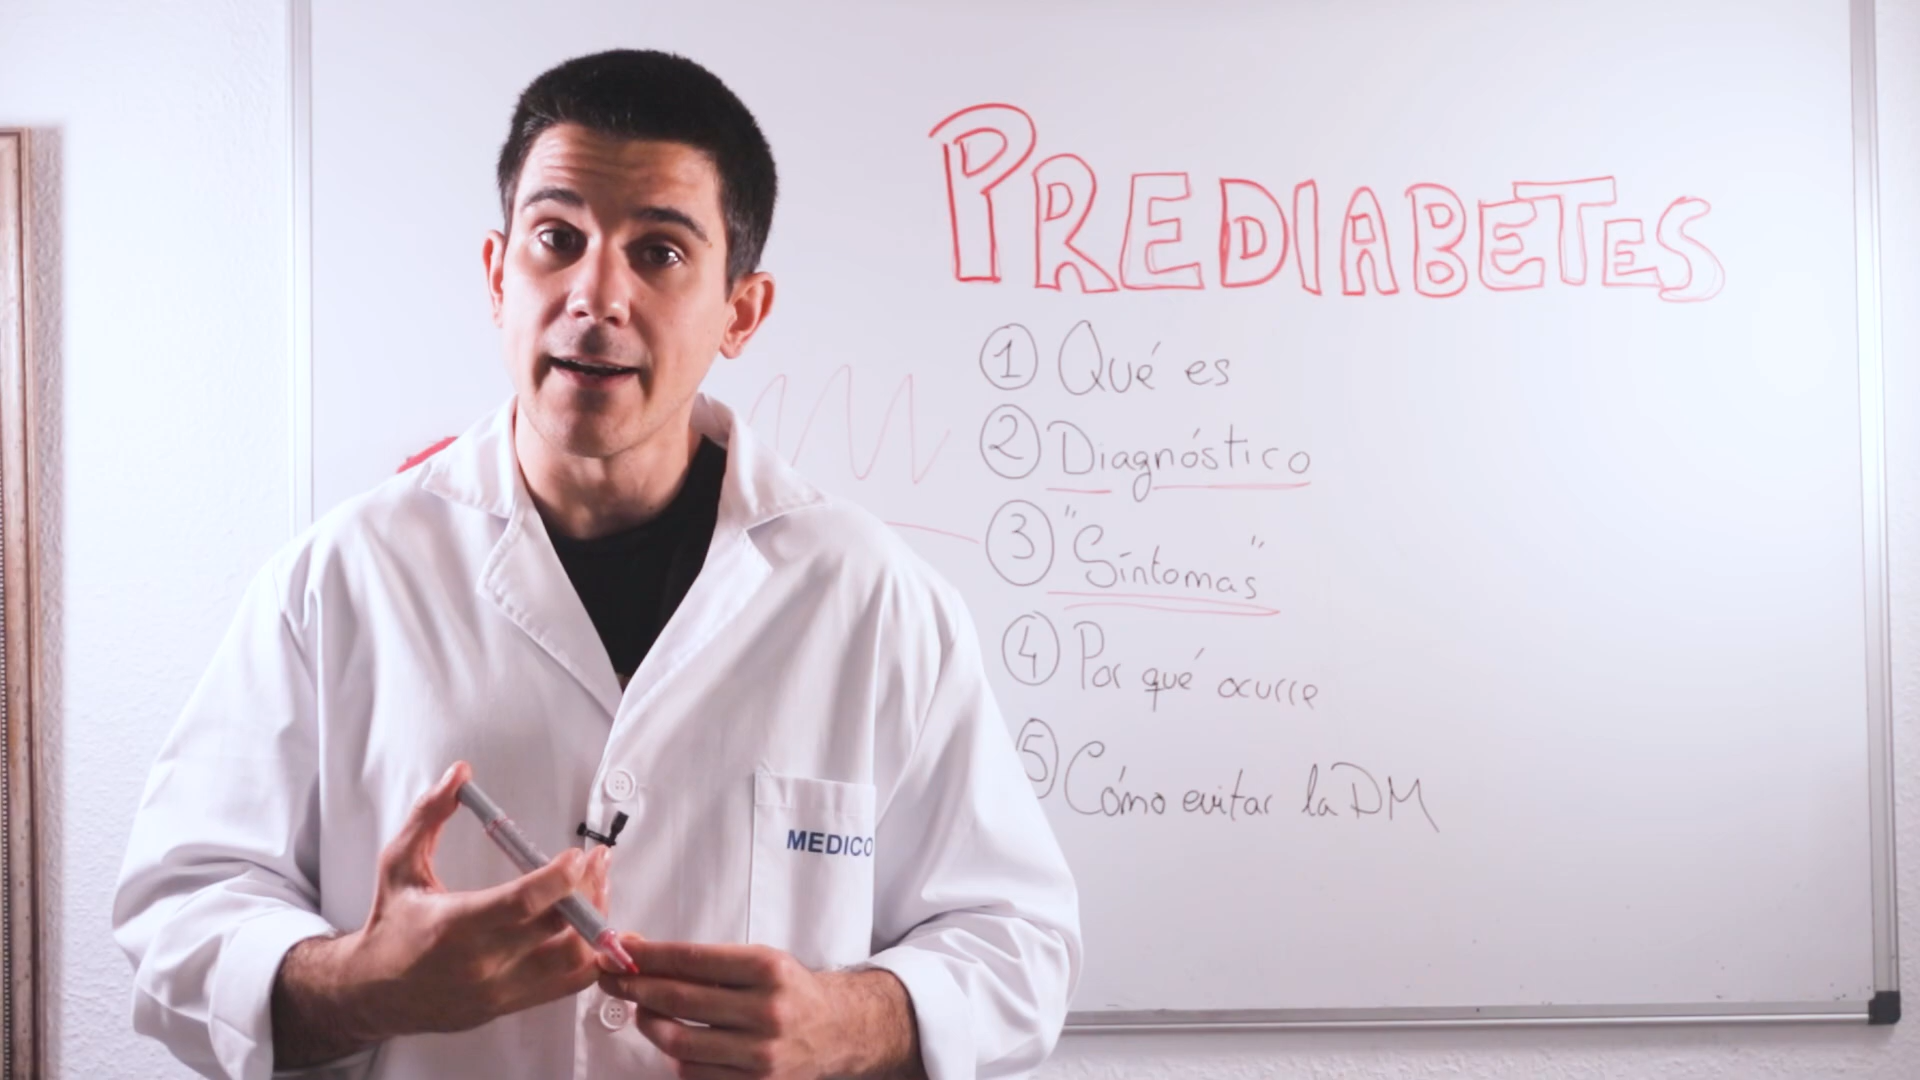 PREDIABETES
1 Qué es
2 Diagnóstico
3 "Síntomas"
4 Por qué ocurre
5 Cómo evitar la DM
MEDICO